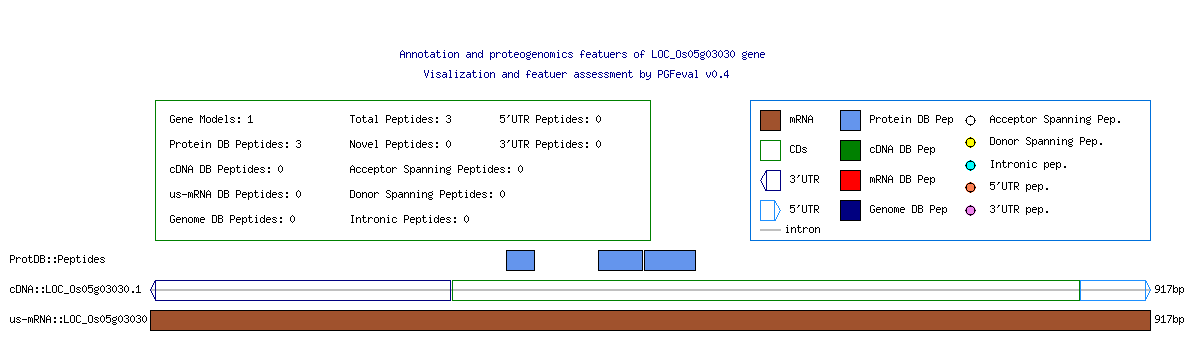 Annotation and proteogenomics featuers of LOC_Os05g03030 gene
Visalization and featuer assessment by PGFeval v0.4
Gene Models: 1 Total Peptides: 3 5'UTR Peptides: 0
Protein DB Peptides: 3 Novel Peptides: 0 3'UTR Peptides: 0
cDNA DB Peptides: 0 Acceptor Spanning Peptides: 0
us-mRNA DB Peptides: 0 Donor Spanning Peptides: 0
Genome DB Peptides: 0 Intronic Peptides: 0
mRNA Protein DB Pep Acceptor Spanning Pep.
CDs cDNA DB Pep Donor Spanning Pep.
3'UTR mRNA DB Pep Intronic pep.
5'UTR Genome DB Pep 5'UTR pep.
intron 3'UTR pep.
ProtDB::Peptides
cDNA::LOC_Os05g03030.1 917bp
us-mRNA::LOC_Os05g03030 917bp